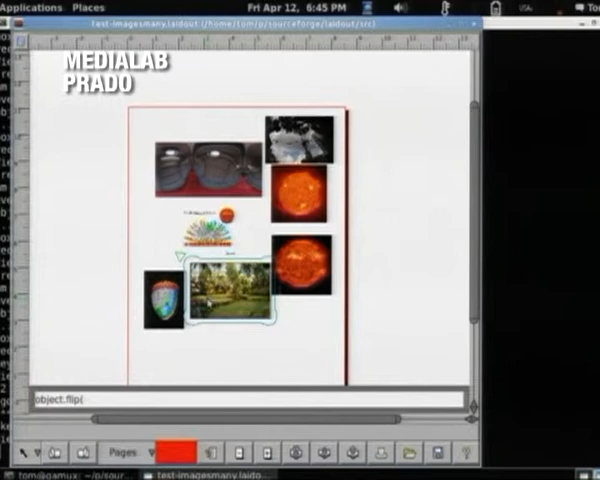 Applications Places Fri Apr 12, 6:45 PM USA
test-imagesmany.laidout (/home/tom/p/sourceforge/laidout/src)
MEDIALAB
PRADO
object.flip(
Pages
tom@gamux: ~/p/sour... test-imagesmany.laido...